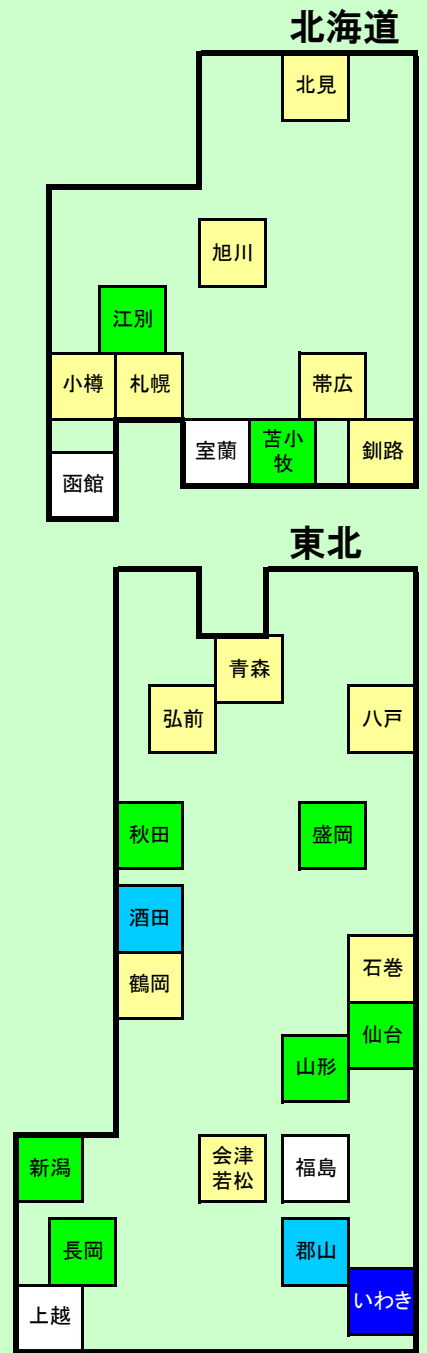 北海道
北見
旭川
江別
小樽
札幌
帯広
室蘭
苫小
牧
釧路
函館
東北
青森
弘前
八戸
秋田
盛岡
酒田
石巻
鶴岡
仙台
山形
新潟
会津
若松
福島
長岡
郡山
いわき
上越